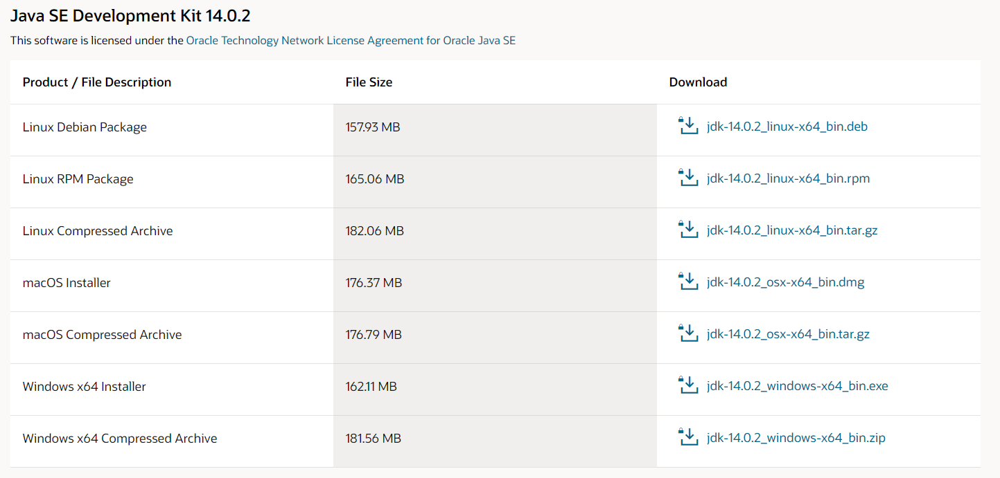 Java SE Development Kit 14.0.2
This software is licensed under the Oracle Technology Network License Agreement for Oracle Java SE
Product / File Description File Size Download
Linux Debian Package 157.93 MB jdk-14.0.2_linux-x64_bin.deb
Linux RPM Package 165.06 MB jdk-14.0.2_linux-x64_bin.rpm
Linux Compressed Archive 182.06 MB jdk-14.0.2_linux-x64_bin.tar.gz
macOS Installer 176.37 MB jdk-14.0.2_osx-x64_bin.dmg
macOS Compressed Archive 176.79 MB jdk-14.0.2_osx-x64_bin.tar.gz
Windows x64 Installer 162.11 MB jdk-14.0.2_windows-x64_bin.exe
Windows x64 Compressed Archive 181.56 MB jdk-14.0.2_windows-x64_bin.zip